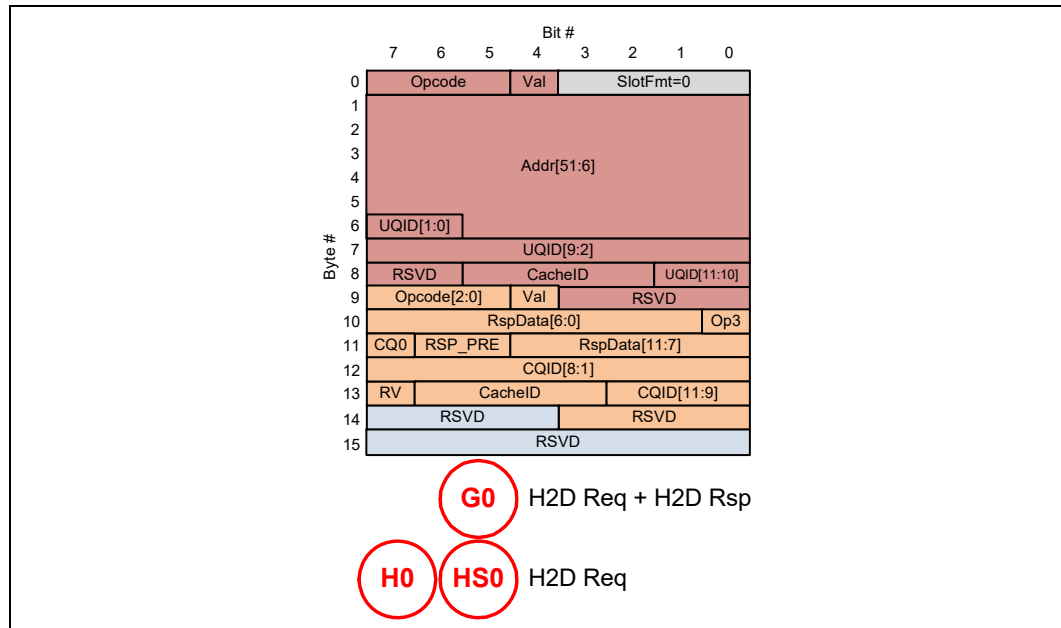 Bit #
7 6 5 4 3 2 1 0
Byte #
0 Opcode Val SlotFmt=0
1
2
3
4
Addr[51:6]
5
6 UQID[1:0]
7 UQID[9:2]
8 RSVD CacheID UQID[11:10]
9 Opcode[2:0] Val RSVD
10 RspData[6:0] Op3
11 CQ0 RSP_PRE RspData[11:7]
12 CQID[8:1]
13 RV CacheID CQID[11:9]
14 RSVD RSVD
15 RSVD
G0 H2D Req + H2D Rsp
H0 HS0 H2D Req